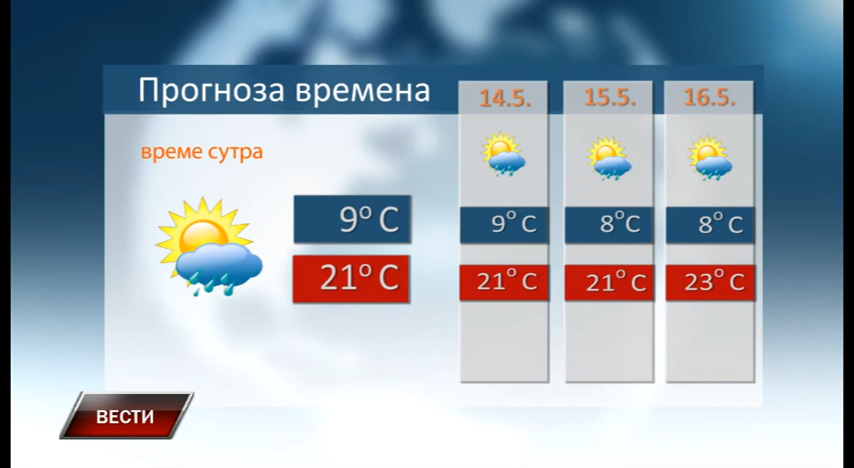 Прогноза времена
време сутра
9° C
21° C
14.5.
9° C
21° C
15.5.
8°C
21° C
16.5.
8° C
23° C
ВЕСТИ